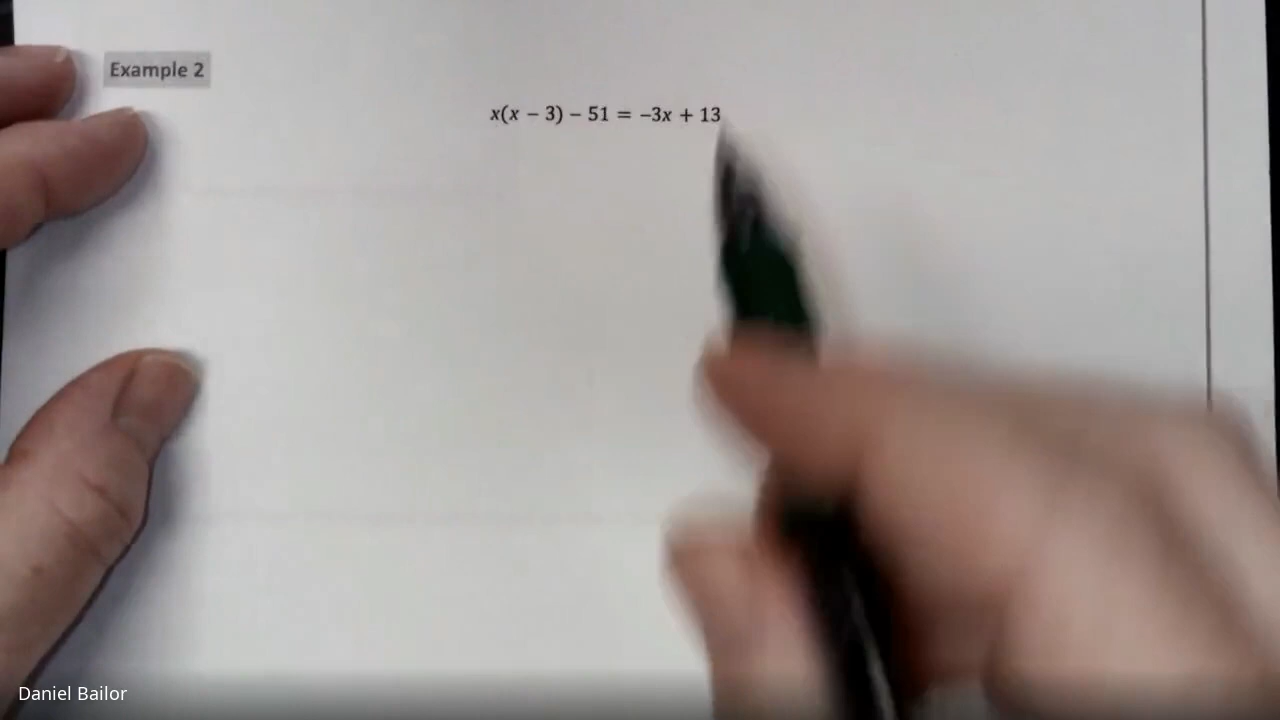 Example 2
x(x − 3) − 51 = −3x + 13
Daniel Bailor